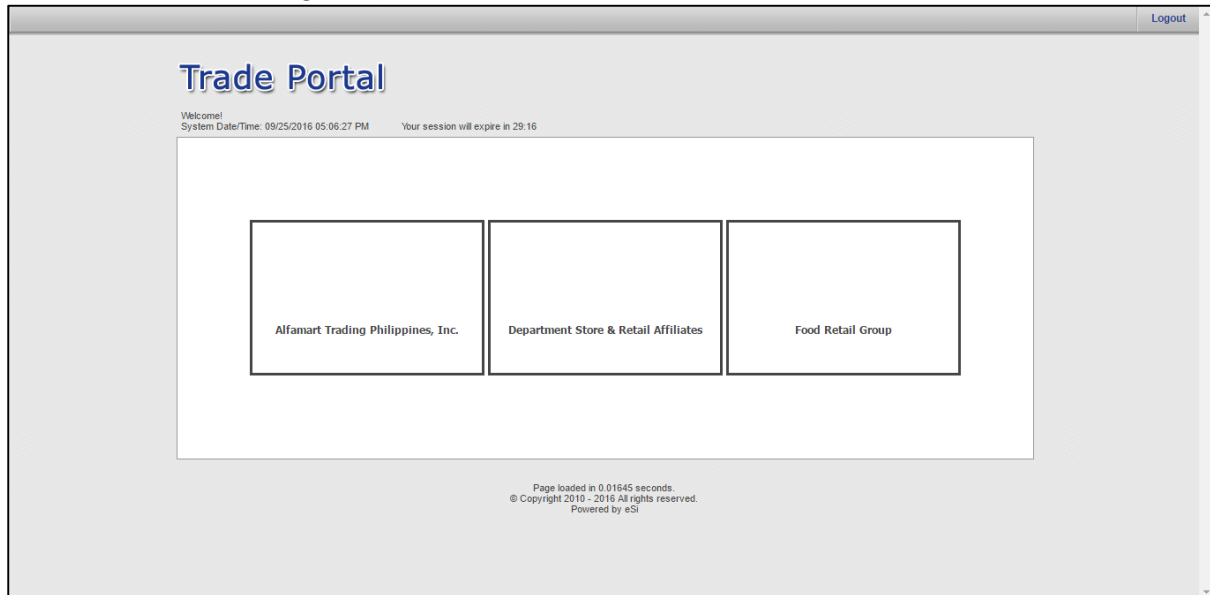 Logout
Trade Portal
Welcome!
System Date/Time: 09/25/2016 05:06:27 PM Your session will expire in 29:16
Alfamart Trading Philippines, Inc.
Department Store & Retail Affiliates
Food Retail Group
Page loaded in 0.01645 seconds.
© Copyright 2010 - 2016 All rights reserved.
Powered by eSi